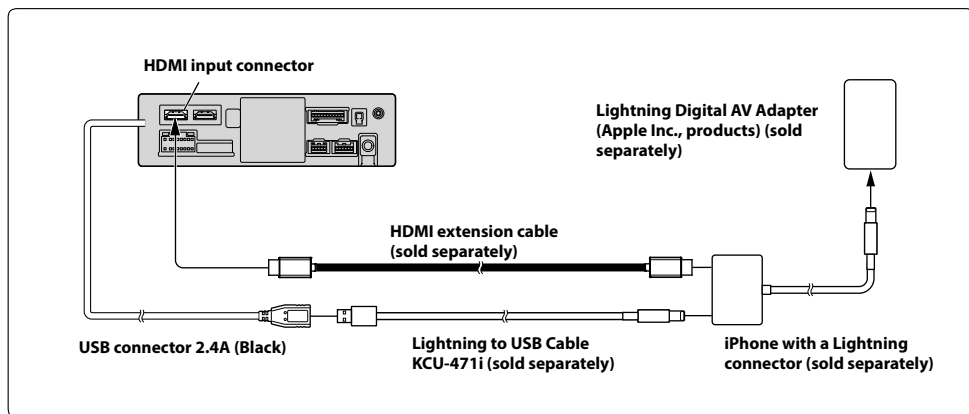 HDMI input connector
Lightning Digital AV Adapter
(Apple Inc., products) (sold
separately)
HDMI extension cable
(sold separately)
USB connector 2.4A (Black)
Lightning to USB Cable
KCU-471i (sold separately)
iPhone with a Lightning
connector (sold separately)